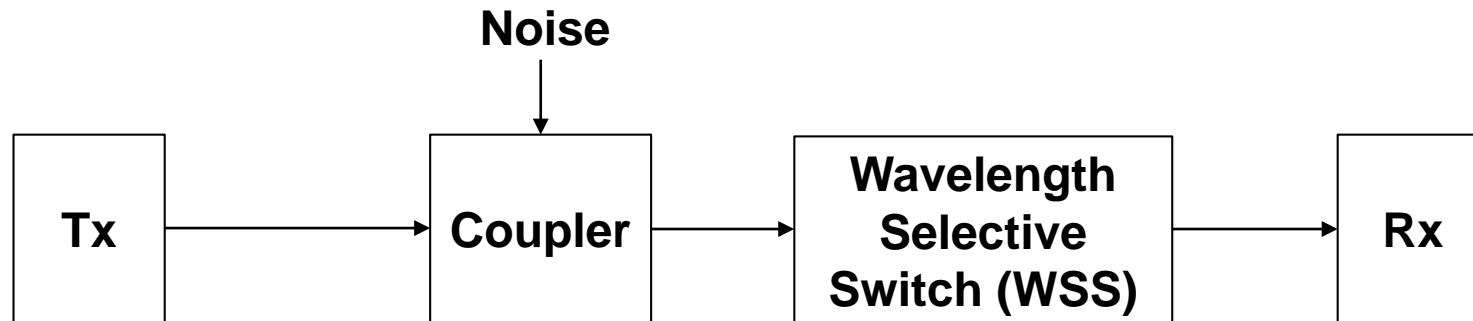 Noise
Tx
Coupler
Wavelength
Selective
Switch (WSS)
Rx